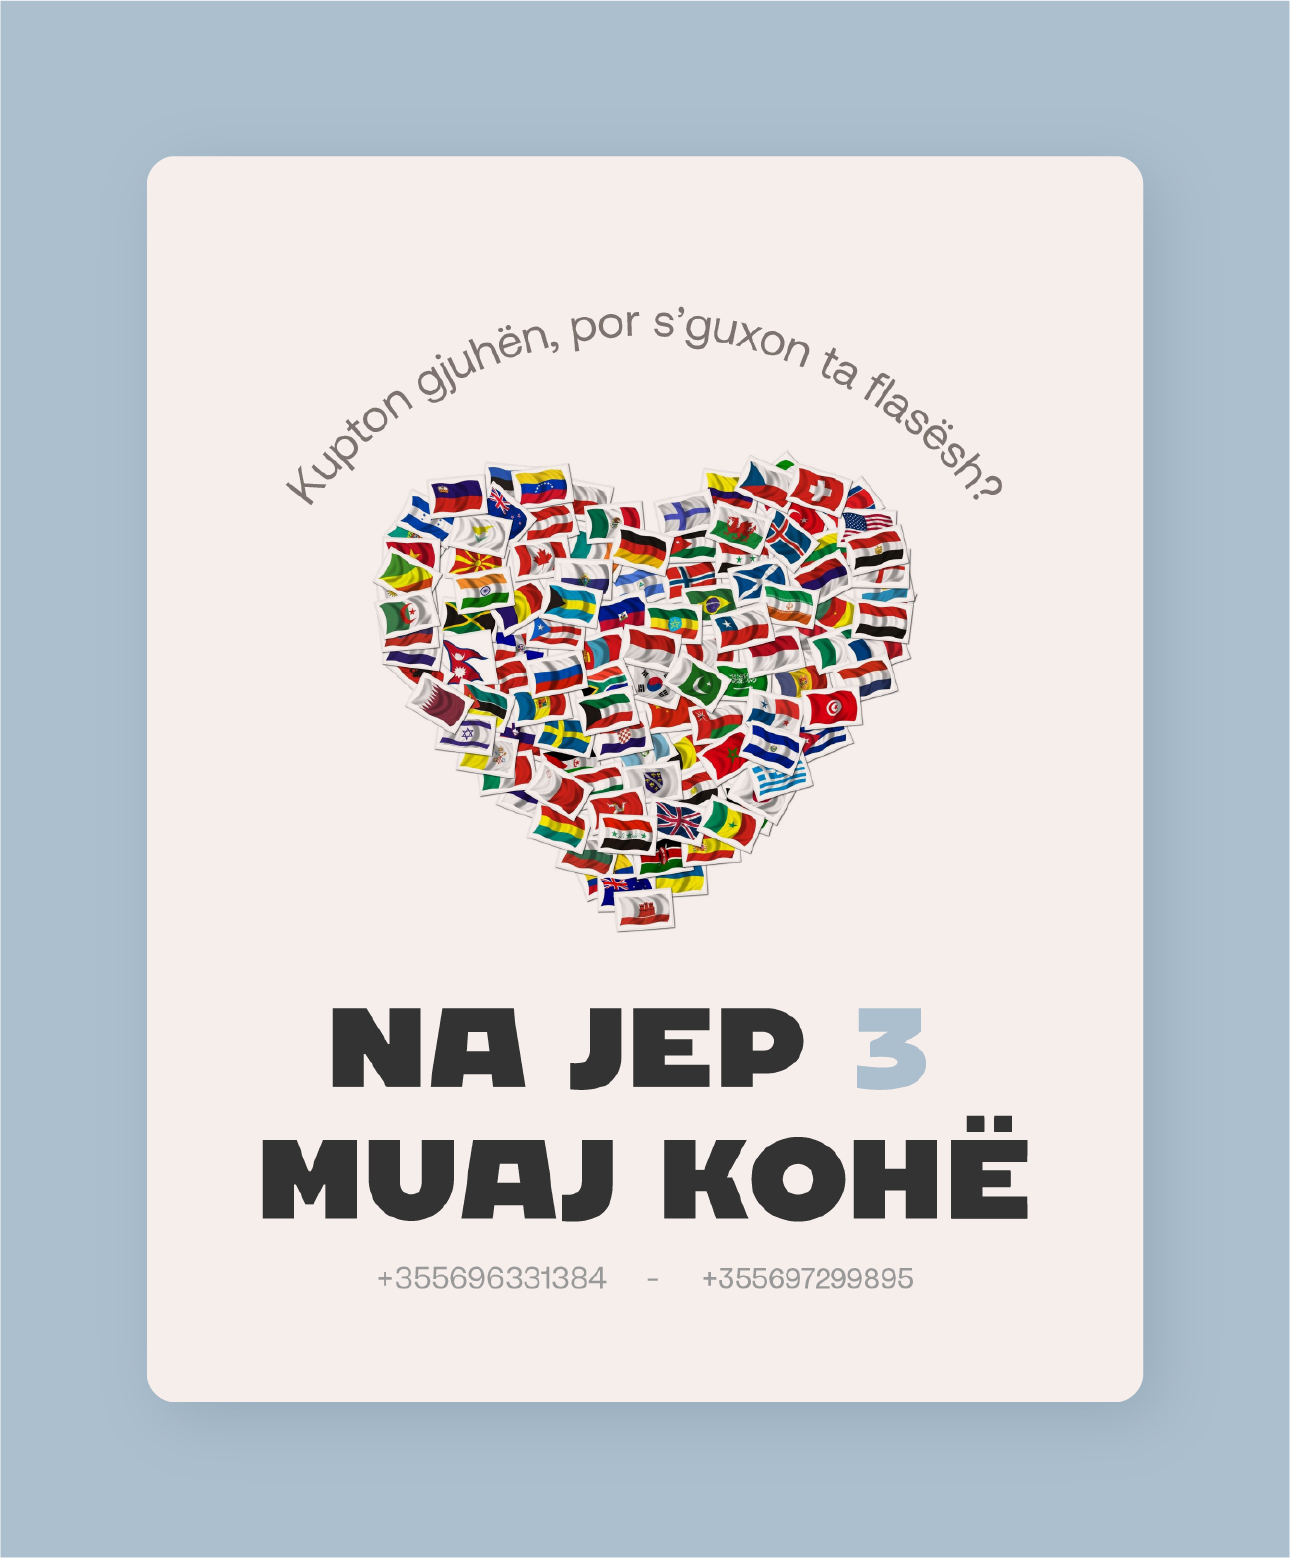 Kupton gjuhën, por s’guxon ta flasësh?
NA JEP 3
MUAJ KOHË
+355696331384 - +355697299895